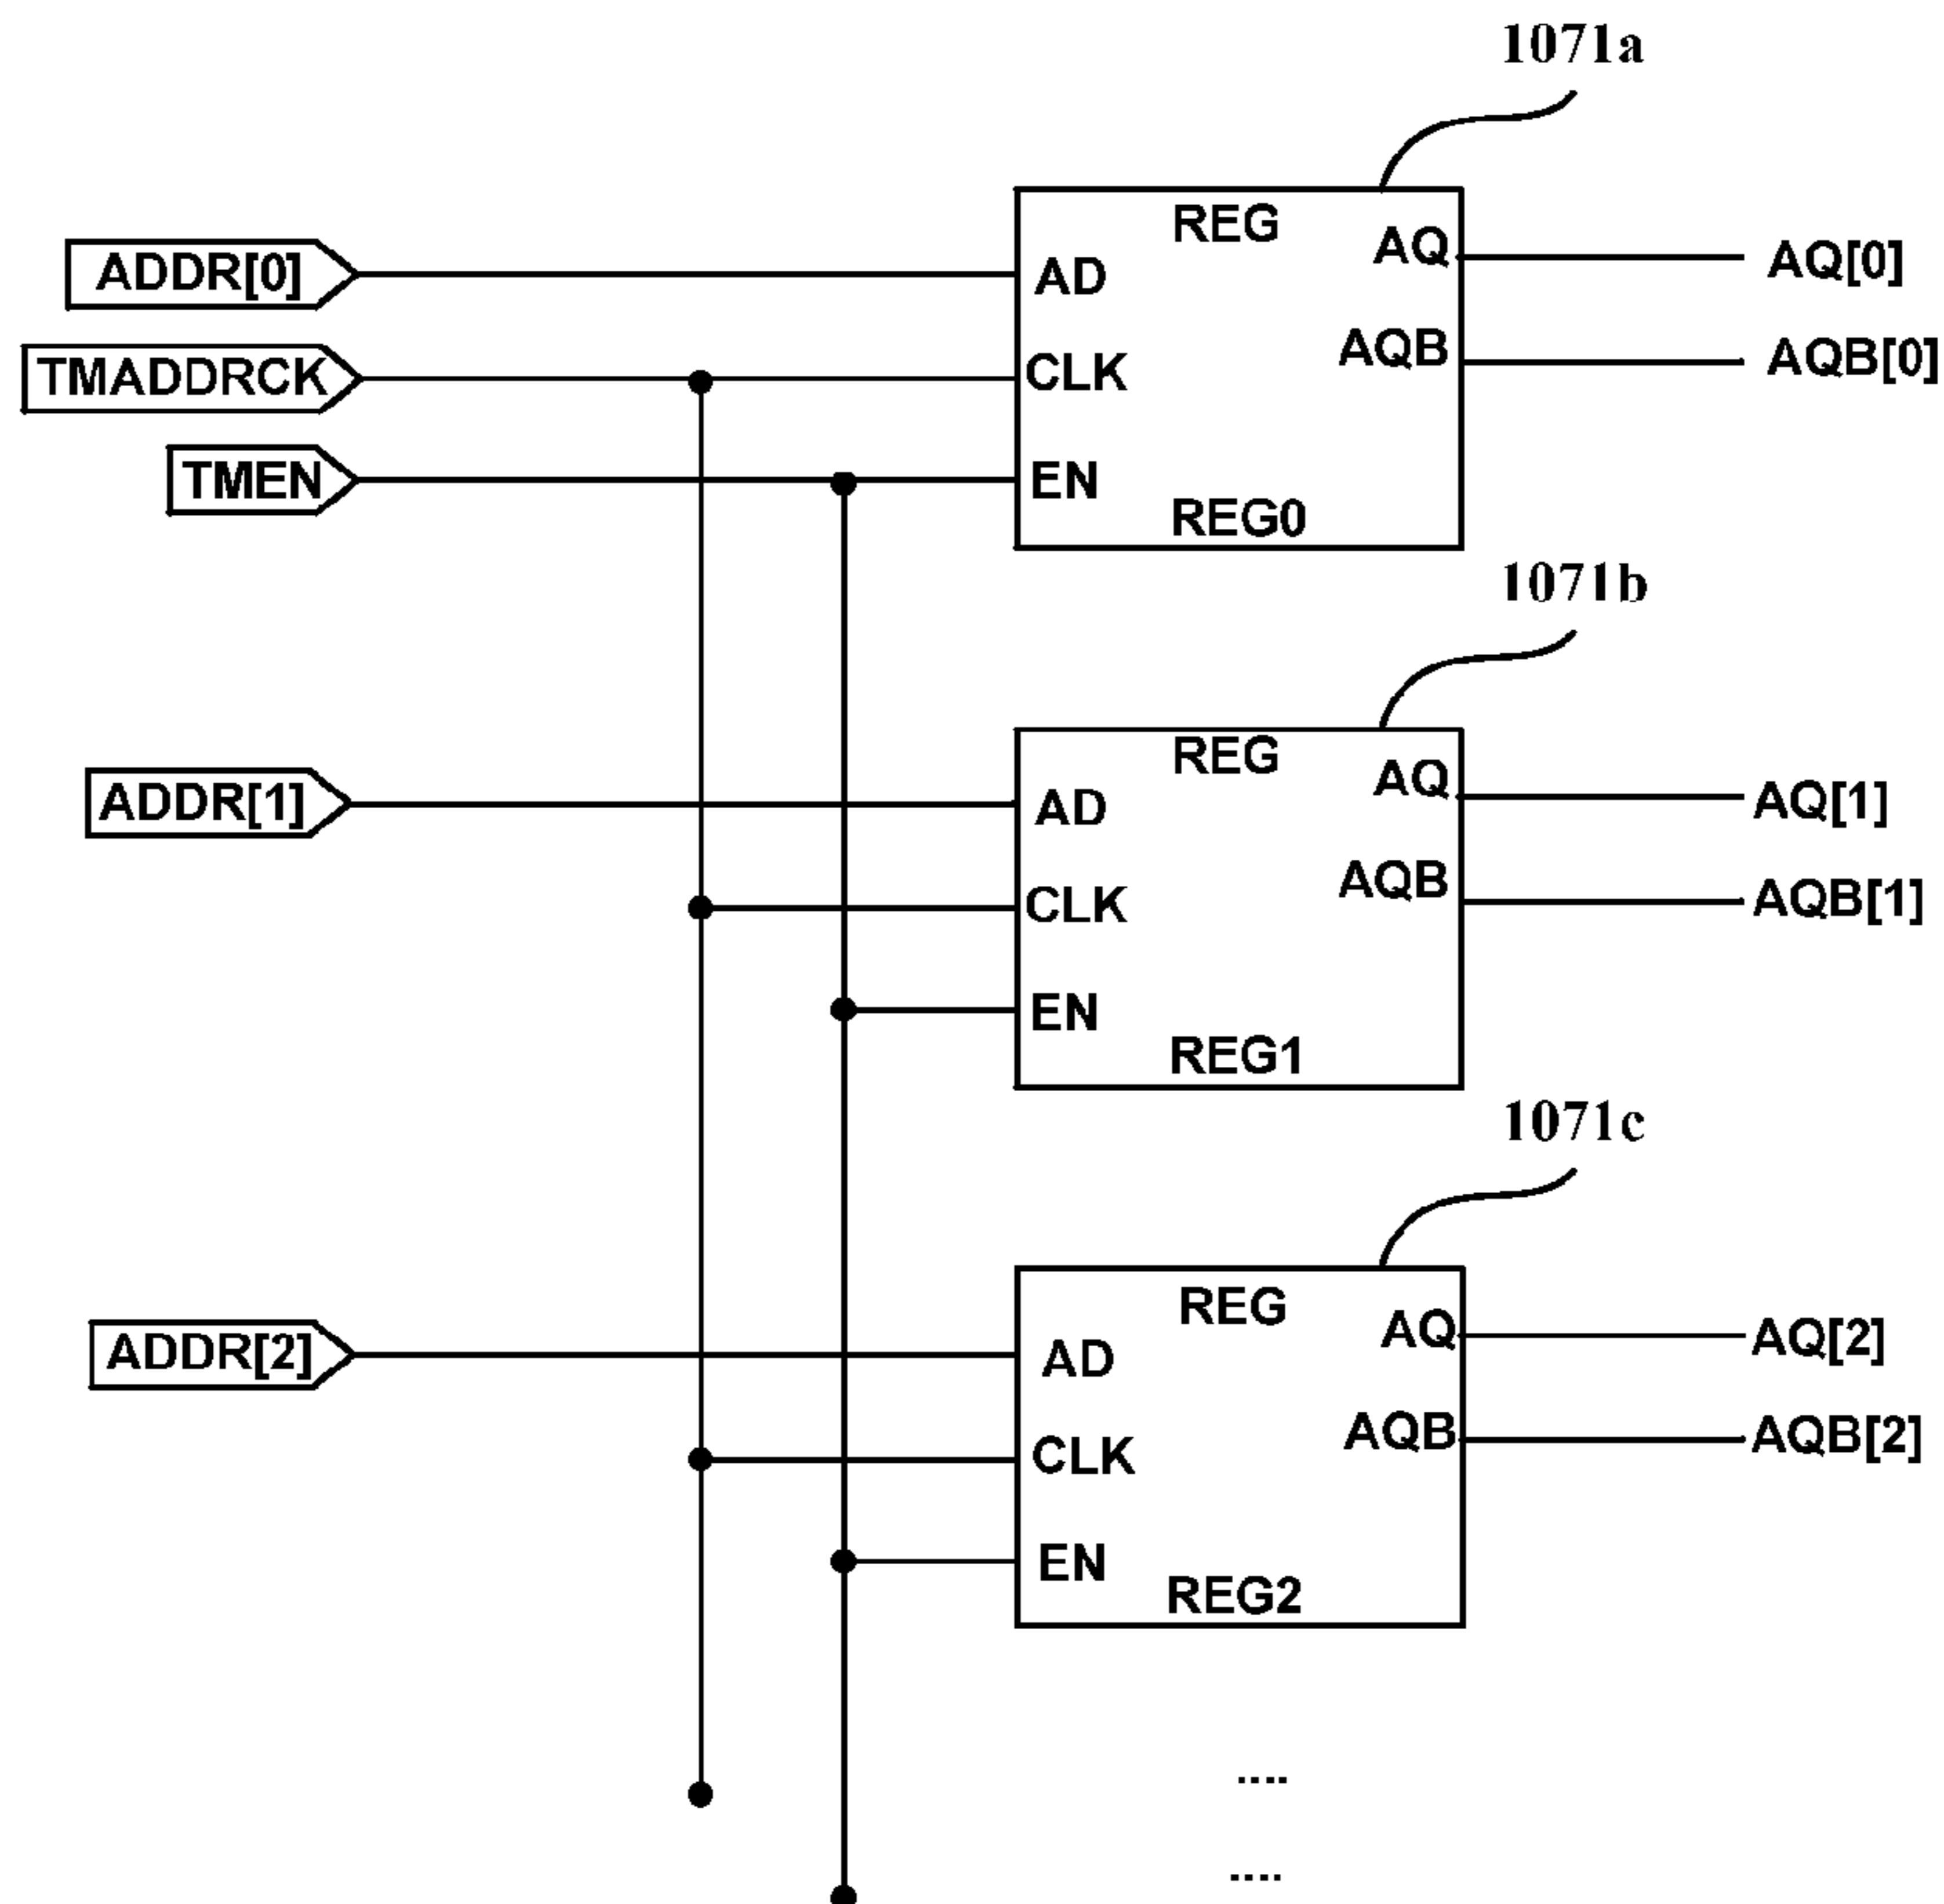 1071a
REG
ADDR[0]
AD
AQ
AQ[0]
TMADDRCK
CLK
AQB
AQB[0]
TMEN
EN
REG0
1071b
REG
ADDR[1]
AD
AQ
AQ[1]
CLK
AQB
AQB[1]
EN
REG1
1071c
REG
ADDR[2]
AD
AQ
AQ[2]
CLK
AQB
AQB[2]
EN
REG2
....
....